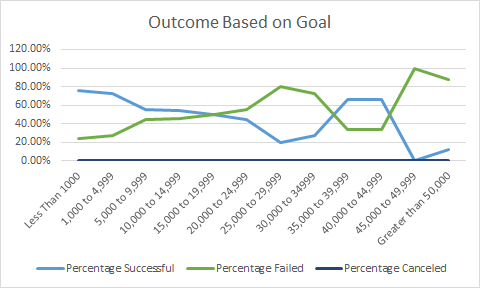 Outcome Based on Goal
120.00%
100.00%
80.00%
60.00%
40.00%
20.00%
0.00%
Less Than 1000
1,000 to 4,999
5,000 to 9,999
10,000 to 14,999
15,000 to 19,999
20,000 to 24,999
25,000 to 29,999
30,000 to 34999
35,000 to 39,999
40,000 to 44,999
45,000 to 49,999
Greater than 50,000
Percentage Successful Percentage Failed Percentage Canceled